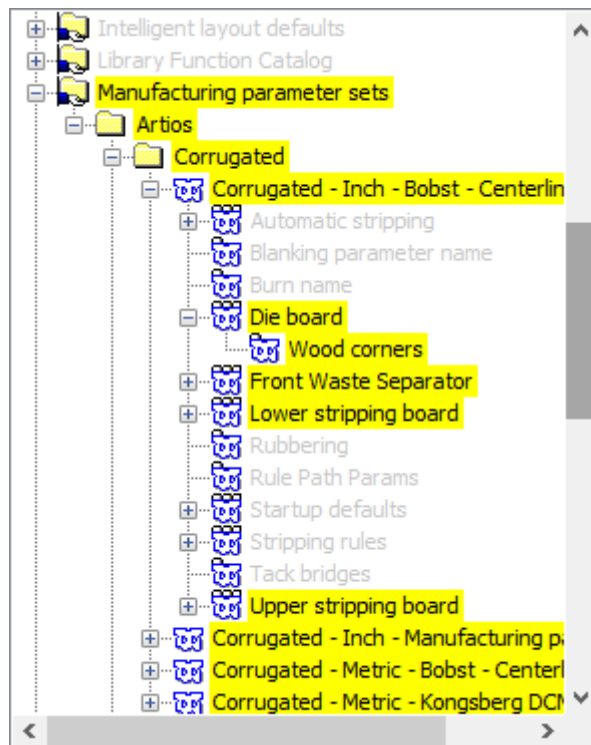 Intelligent layout defaults
Library Function Catalog
Manufacturing parameter sets
Artios
Corrugated
Corrugated - Inch - Bobst - Centerlin
Automatic stripping
Blanking parameter name
Burn name
Die board
Wood corners
Front Waste Separator
Lower stripping board
Rubbering
Rule Path Params
Startup defaults
Stripping rules
Tack bridges
Upper stripping board
Corrugated - Inch - Manufacturing pa
Corrugated - Metric - Bobst - Centerl
Corrugated - Metric - Kongsberg DCM